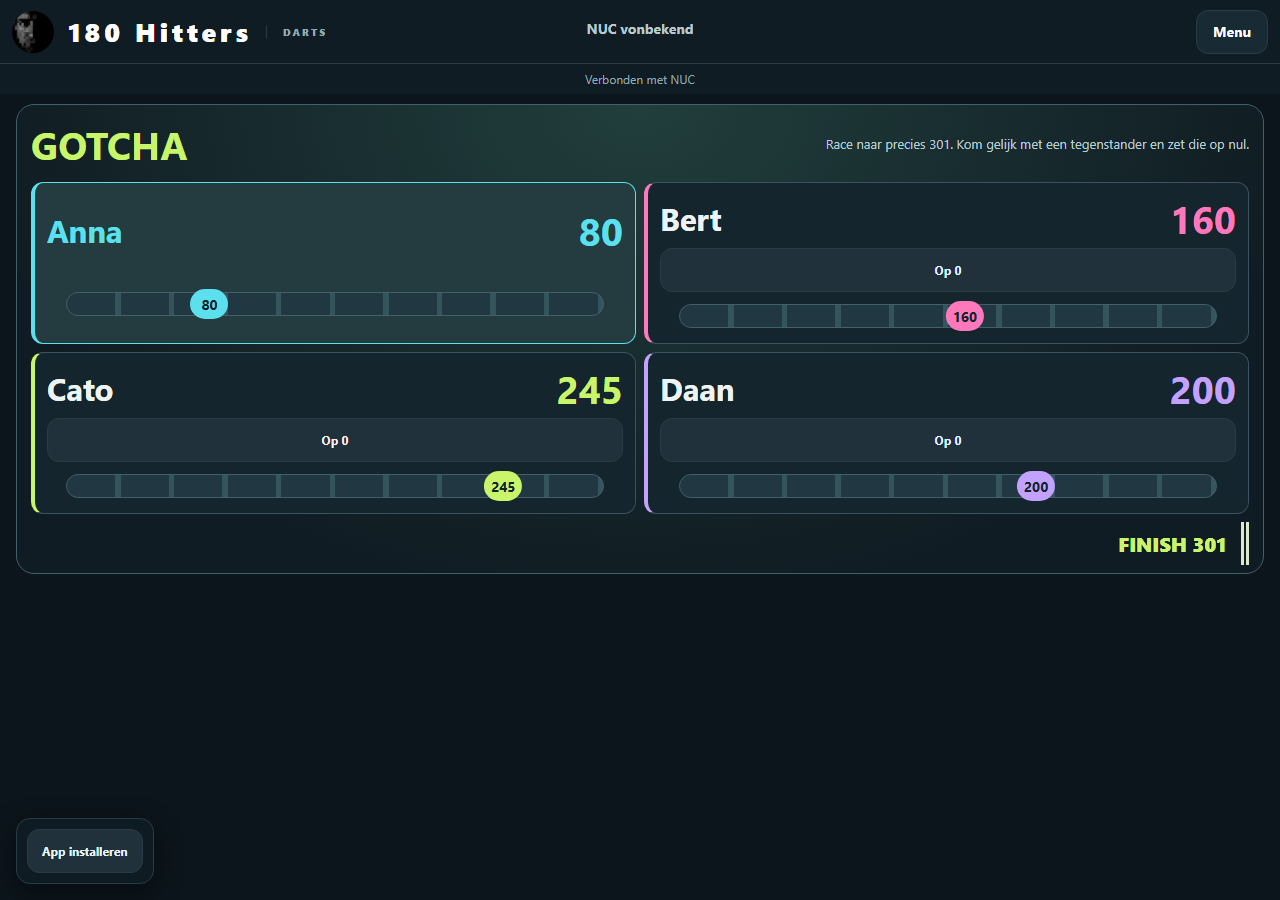 180 Hitters DARTS
NUC vonbekend
Menu
Verbonden met NUC
GOTCHA
Race naar precies 301. Kom gelijk met een tegenstander en zet die op nul.
Anna 80
80
Bert 160
Op 0
160
Cato 245
Op 0
245
Daan 200
Op 0
200
FINISH 301
App installeren